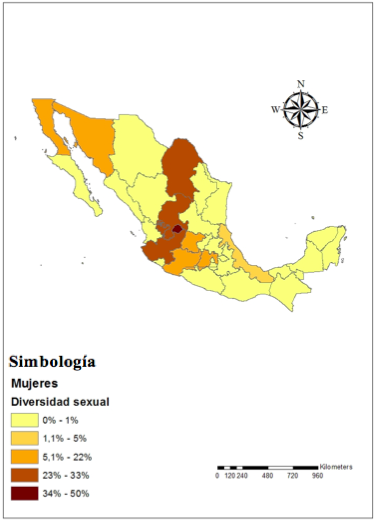 N
W E
S
Simbología
Mujeres
Diversidad sexual
0% - 1%
1,1% - 5%
5,1% - 22%
23% - 33%
34% - 50%
Kilometers
0 120 240 480 720 960